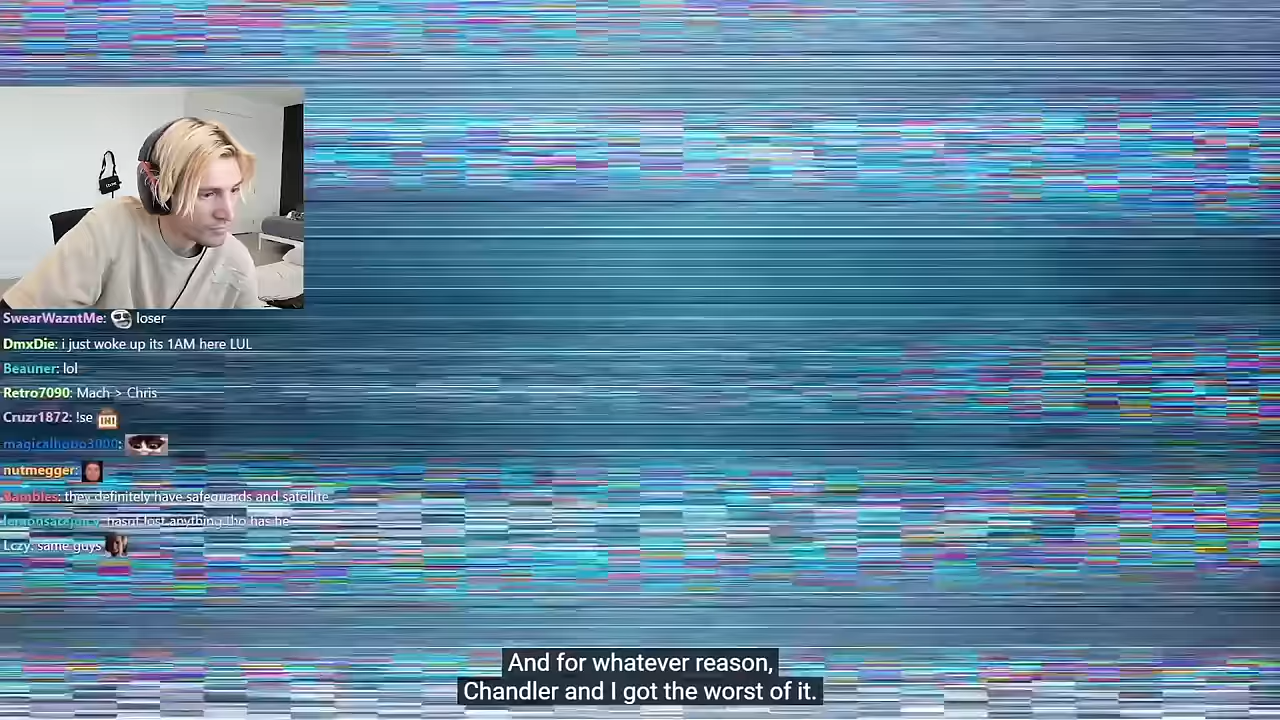 SwearWazntMe: loser
DmxDie: i just woke up its 1AM here LUL
Beauner: lol
Retro7090: Mach > Chris
Cruzr1872: !se
magicalhobo3000:
nutmegger:
Bambles: they definitely have safeguards and satellite
lost anything tho has he
Lczy: same guys
And for whatever reason,
Chandler and I got the worst of it.